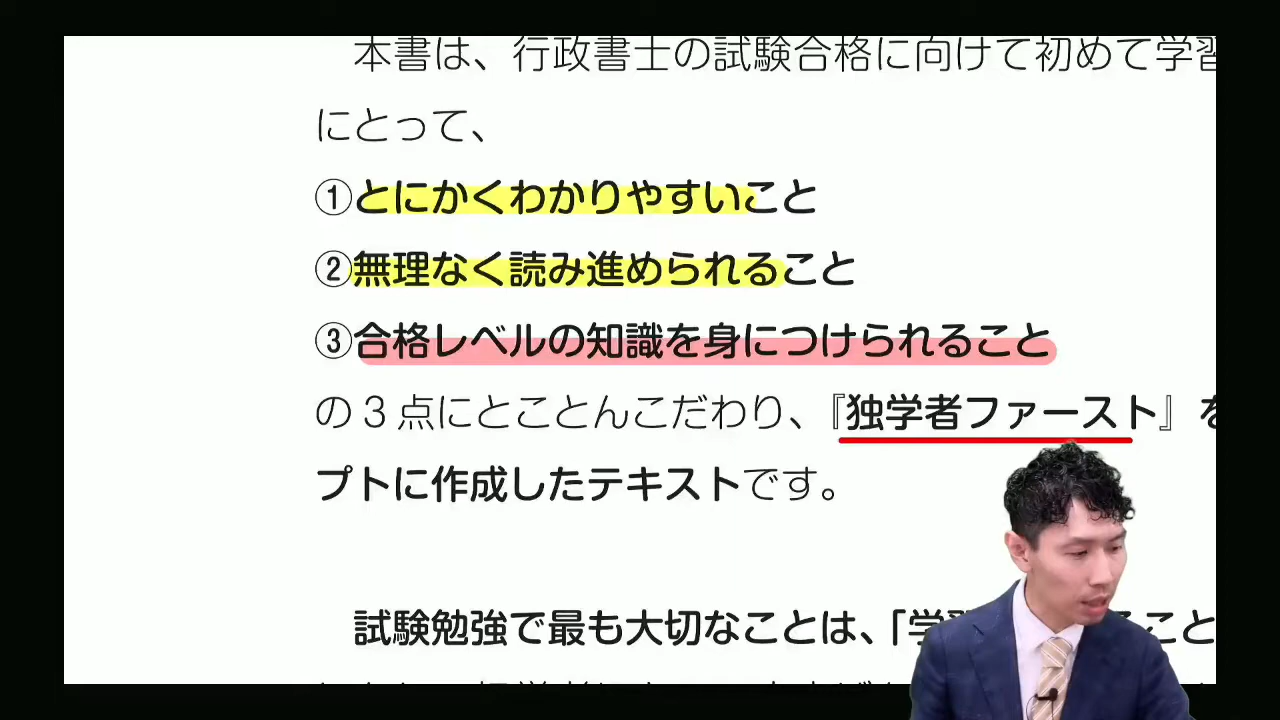 本書は、行政書士の試験合格に向けて初めて学習
にとって、
①とにかくわかりやすいこと
②無理なく読み進められること
③合格レベルの知識を身につけられること
の３点にとことんこだわり、『独学者ファースト』を
プトに作成したテキストです。
試験勉強で最も大切なことは、「学習 こと